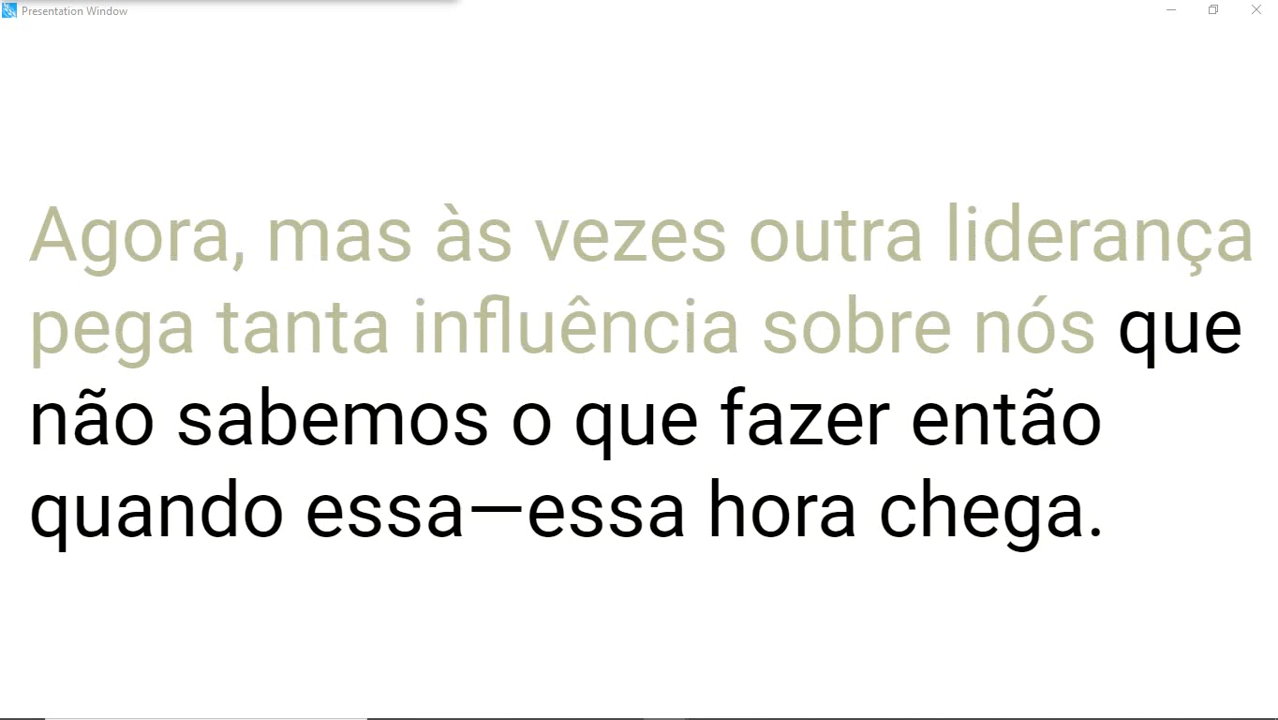 Presentation Window
Agora, mas às vezes outra liderança
pega tanta influência sobre nós que
não sabemos o que fazer então
quando essa—essa hora chega.